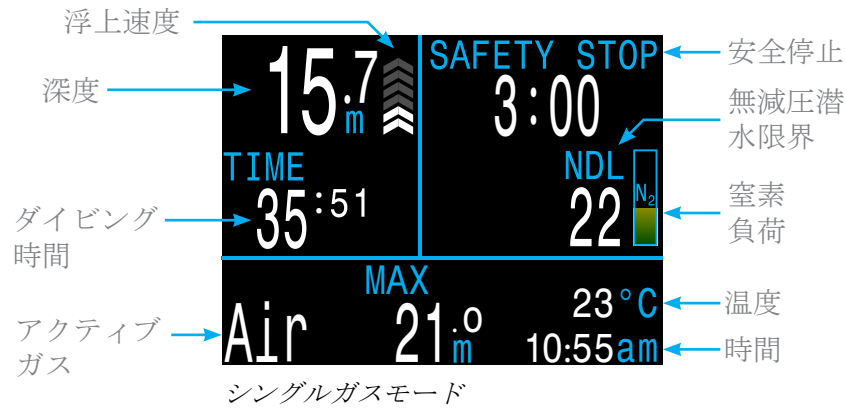 浮上速度
深度
15.7m
SAFETY STOP
3:00
安全停止
無減圧潜
水限界
TIME
35:51
NDL
22
N2
ダイビング
時間
窒素
負荷
MAX
Air
21.0m
23°C
10:55am
温度
時間
アクティブ
ガス
シングルガスモード